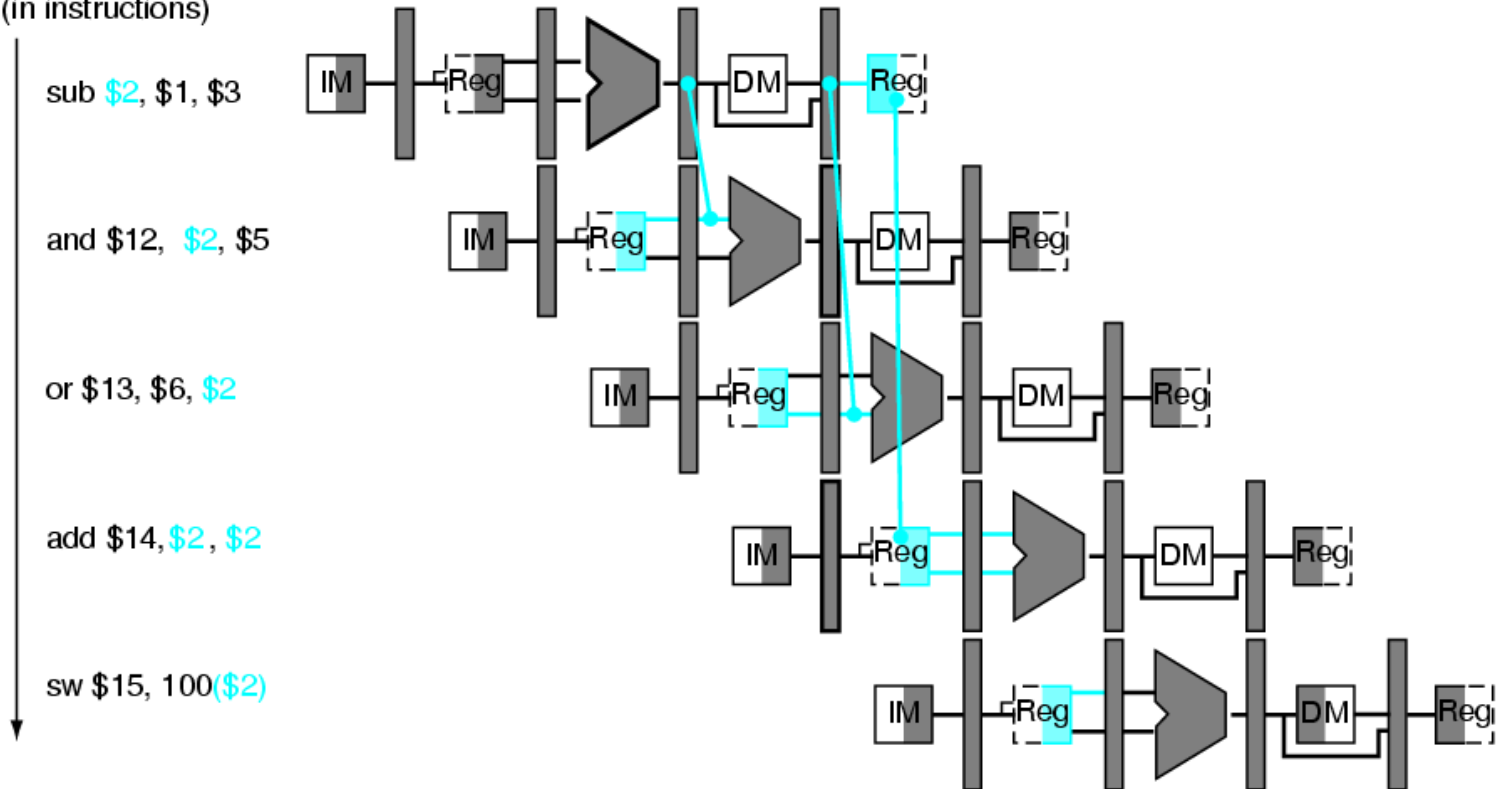 (in instructions)
sub $2, $1, $3
IM Reg DM Reg
and $12, $2, $5
IM Reg DM Reg
or $13, $6, $2
IM Reg DM Reg
add $14, $2, $2
IM Reg DM Reg
sw $15, 100($2)
IM Reg DM Reg